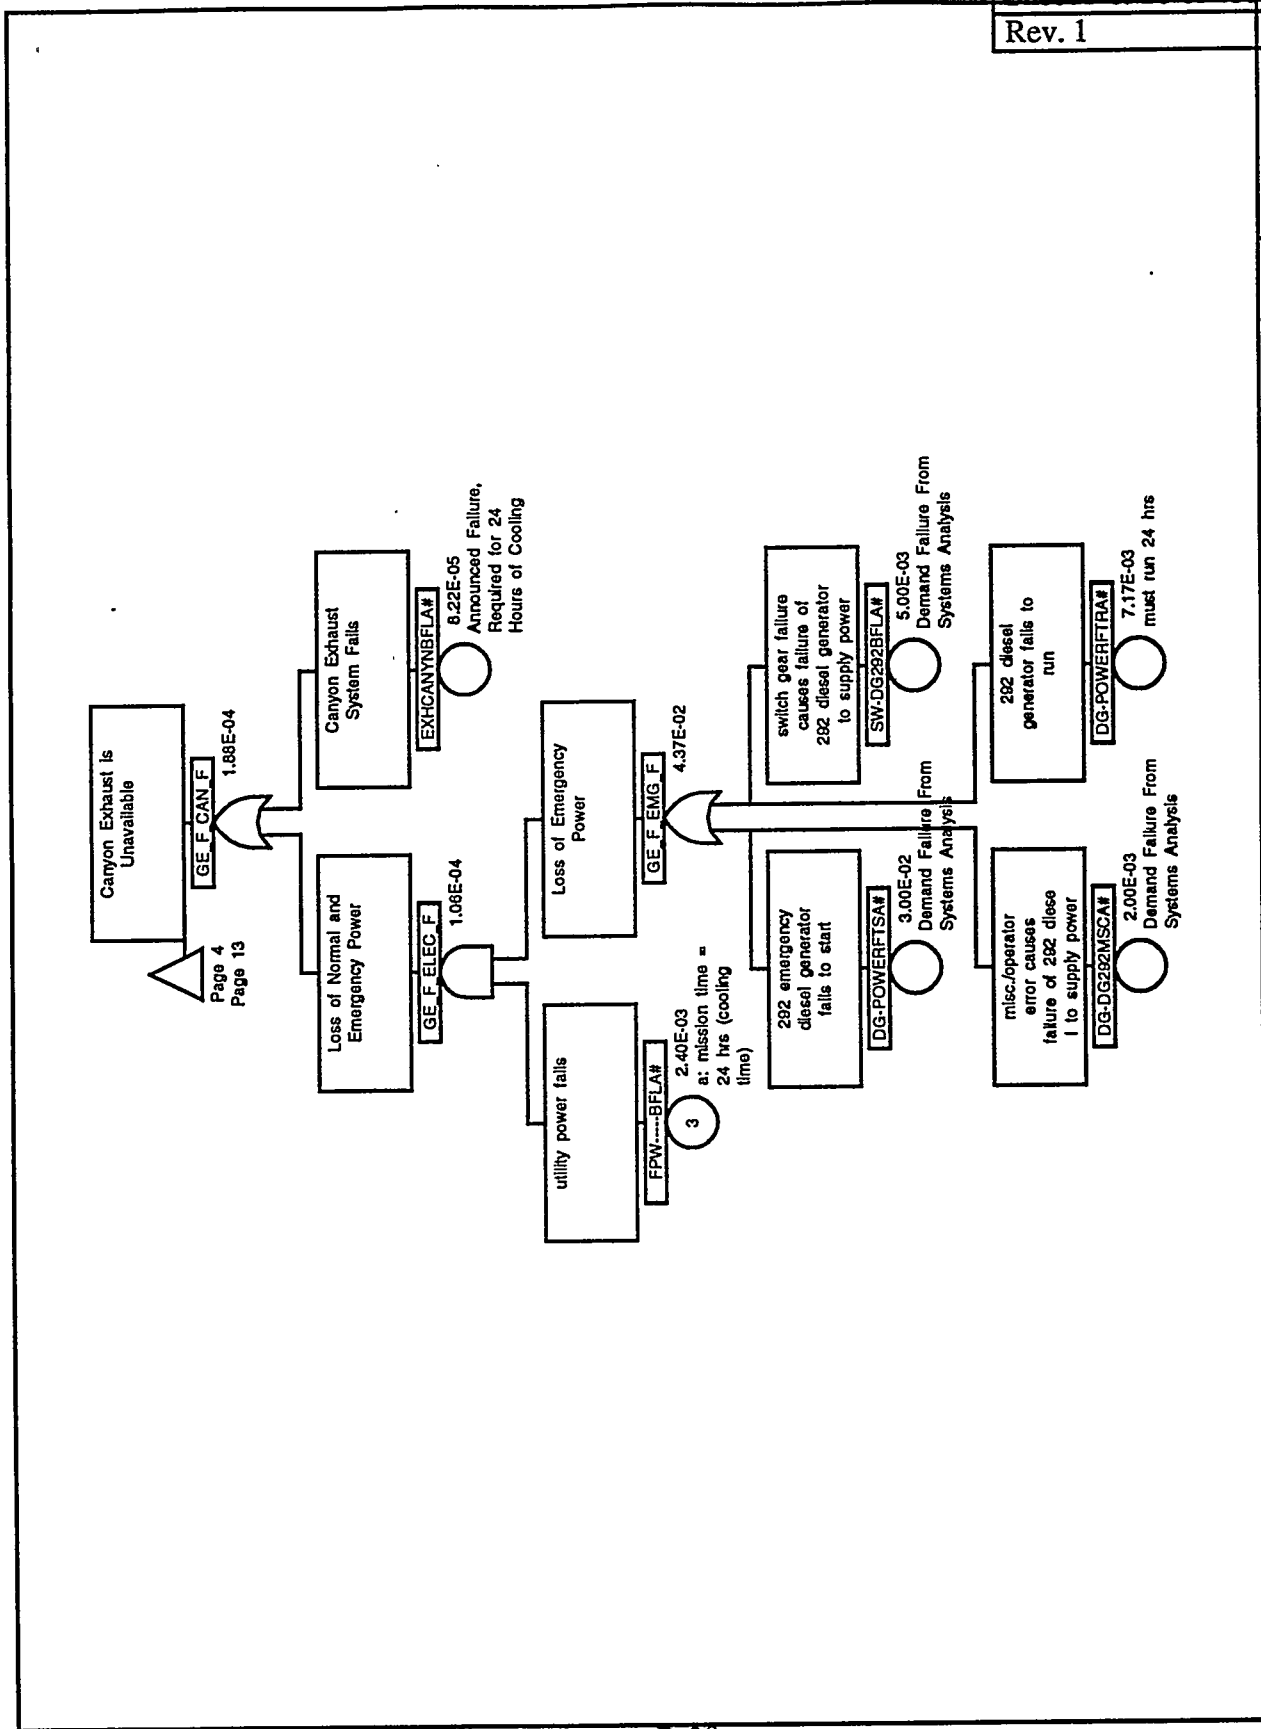 Rev. 1
Canyon Exhaust is
Unavailable
GE_F_CAN_F
1.88E-04
Page 4
Page 13
Loss of Normal and
Emergency Power
GE_F_ELEC_F
1.06E-04
Canyon Exhaust
System Fails
EXHCANYNBFLA#
8.22E-05
Announced Failure,
Required for 24
Hours of Cooling
utility power fails
FPW-----BFLA#
3
2.40E-03
a: mission time =
24 hrs (cooling
time)
Loss of Emergency
Power
GE_F_EMG_F
4.37E-02
292 emergency
diesel generator
fails to start
DG-POWERFTSA#
3.00E-02
Demand Failure From
Systems Analysis
switch gear failure
causes failure of
292 diesel generator
to supply power
SW-DG292BFLA#
5.00E-03
Demand Failure From
Systems Analysis
misc./operator
error causes
failure of 292 diese
l to supply power
DG-DG292MSCA#
2.00E-03
Demand Failure From
Systems Analysis
292 diesel
generator fails to
run
DG-POWERFTRA#
7.17E-03
must run 24 hrs